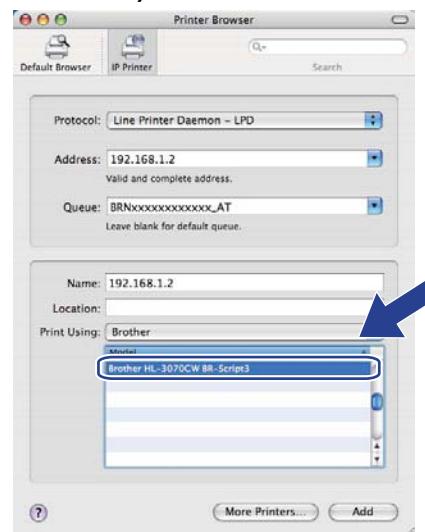 Printer Browser
Default Browser
IP Printer
Q
Search
Protocol: Line Printer Daemon – LPD
Address: 192.168.1.2
Valid and complete address.
Queue: BRNxxxxxxxxxxxx_AT
Leave blank for default queue.
Name: 192.168.1.2
Location:
Print Using: Brother
Model
Brother HL-3070CW BR-Script3
? More Printers... Add